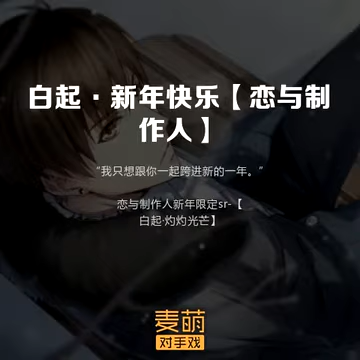 白起·新年快乐【恋与制
作人】
“我只想跟你一起跨进新的一年。”
恋与制作人新年限定sr-【
白起·灼灼光芒】
麦萌
对手戏